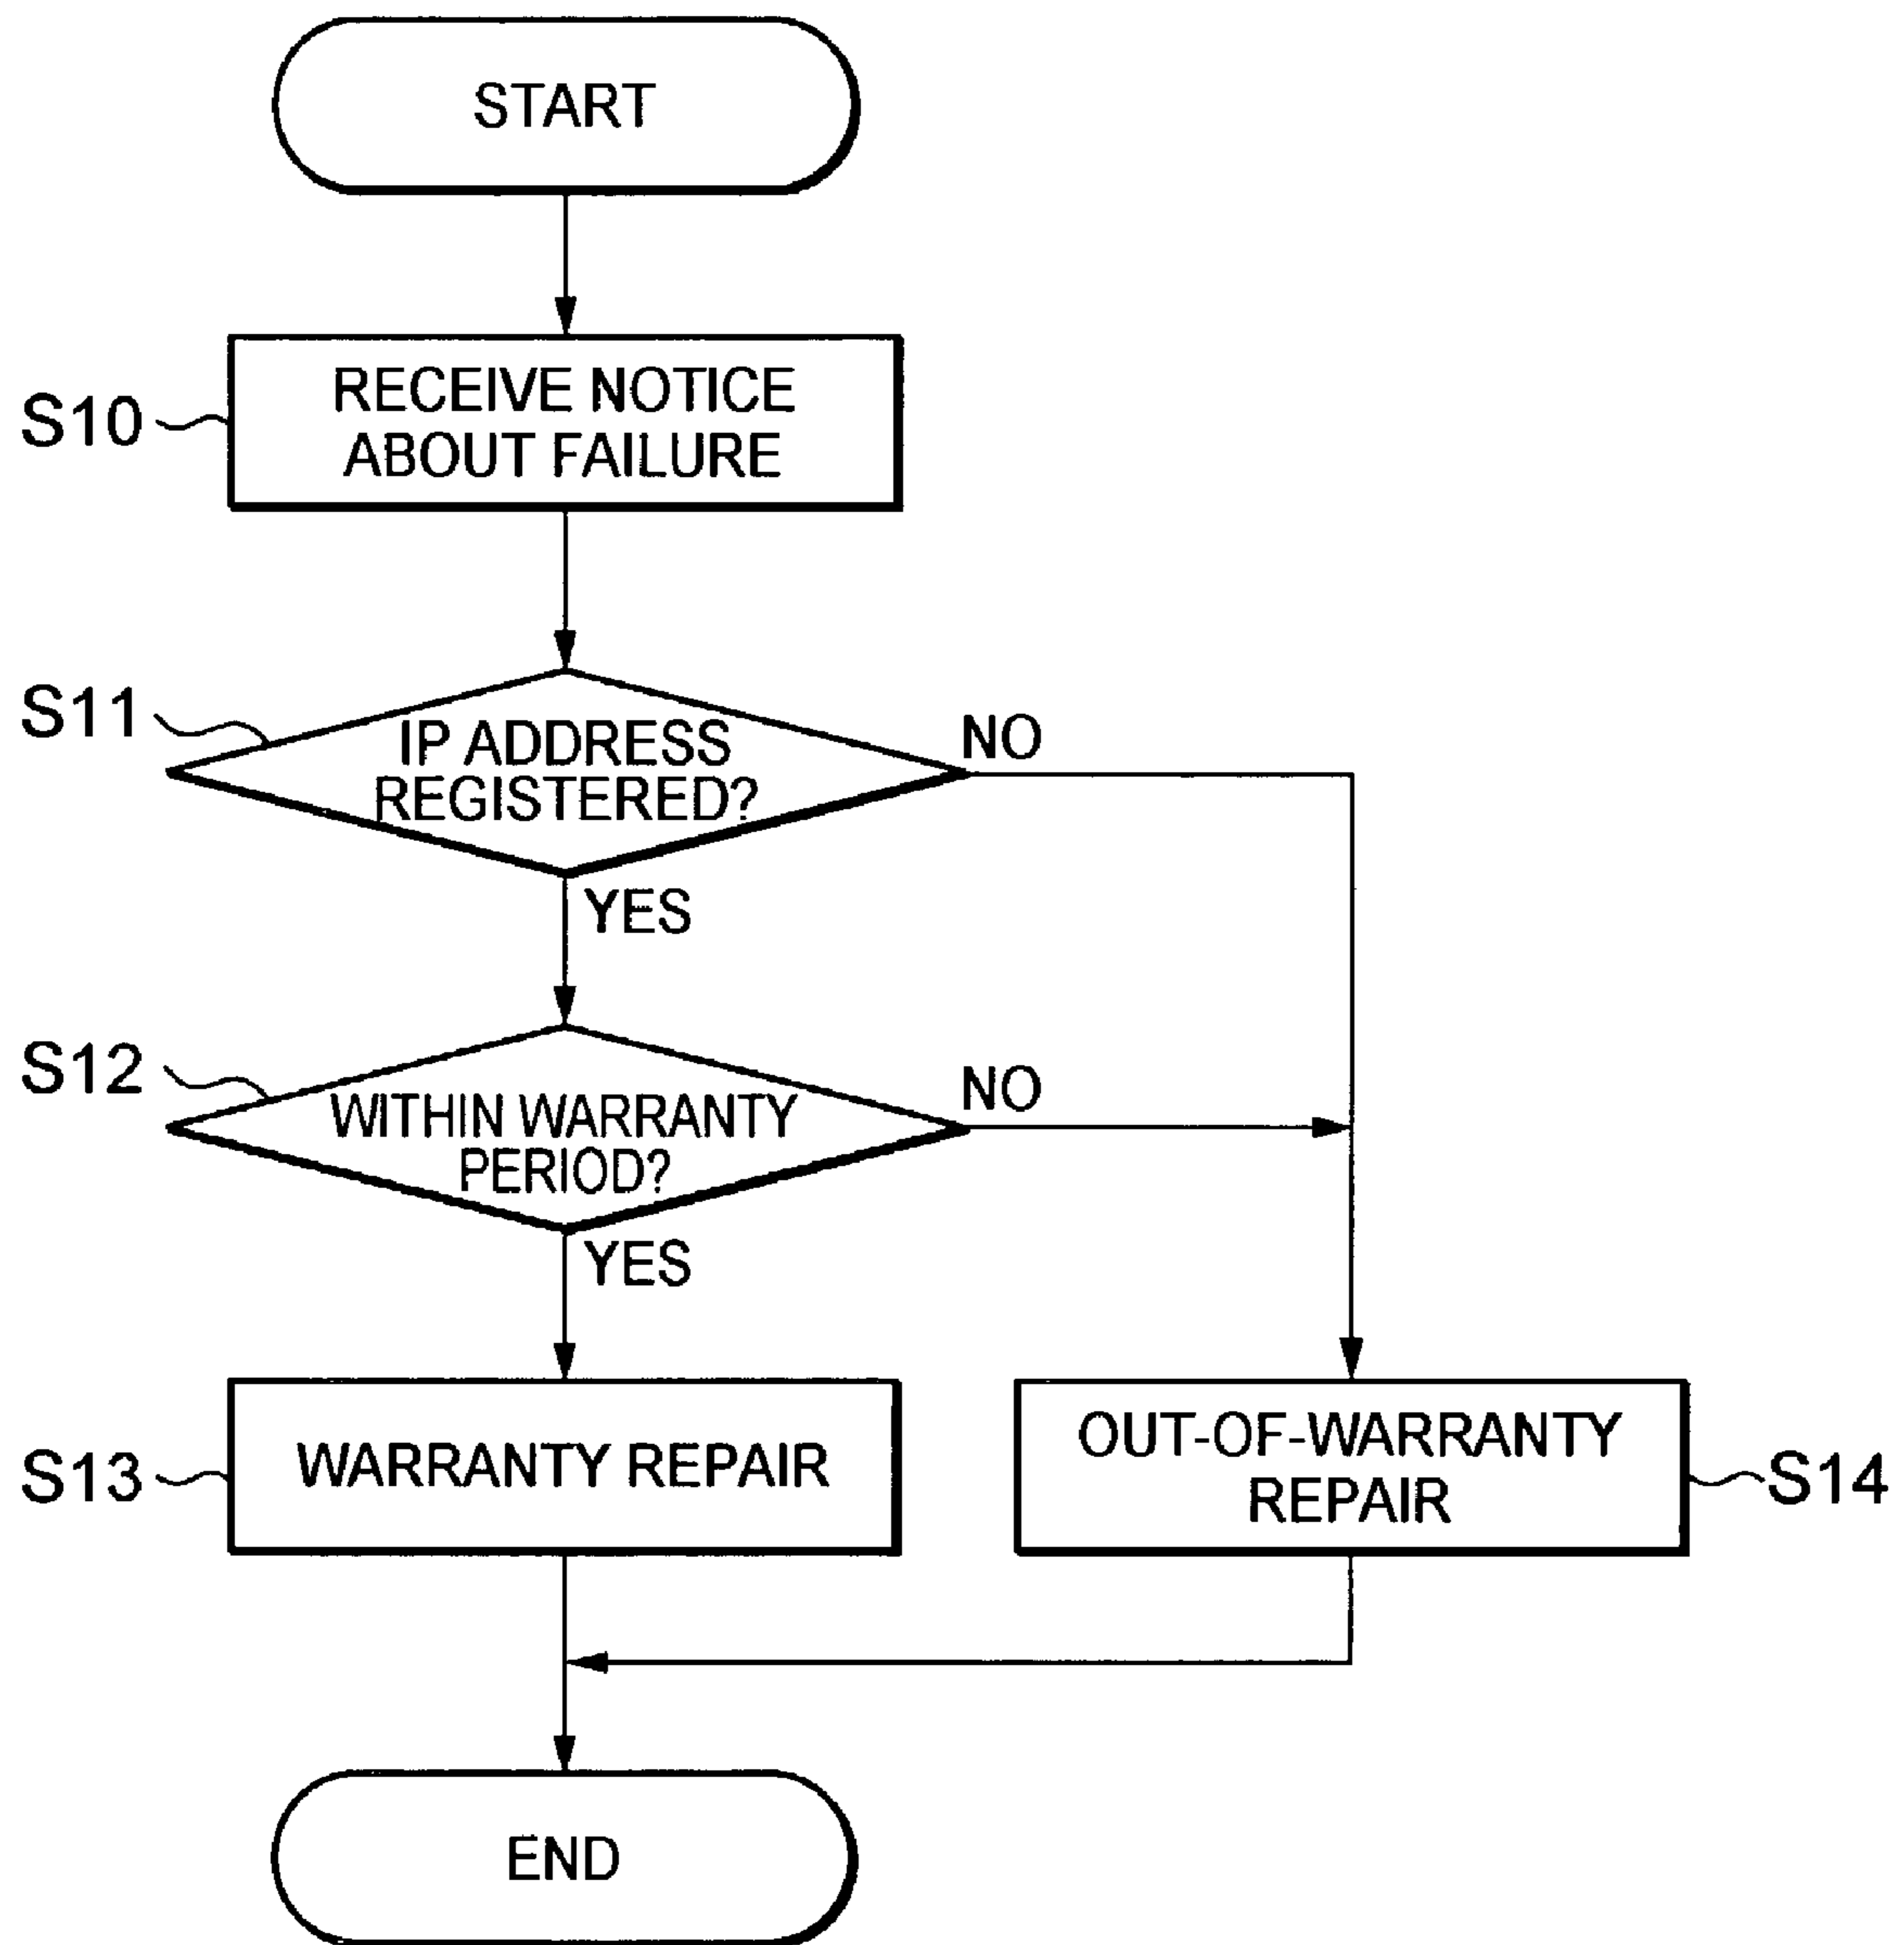 START
S10
RECEIVE NOTICE
ABOUT FAILURE
S11
IP ADDRESS
REGISTERED?
NO
YES
S12
WITHIN WARRANTY
PERIOD?
NO
YES
S13
WARRANTY REPAIR
OUT-OF-WARRANTY
REPAIR
S14
END